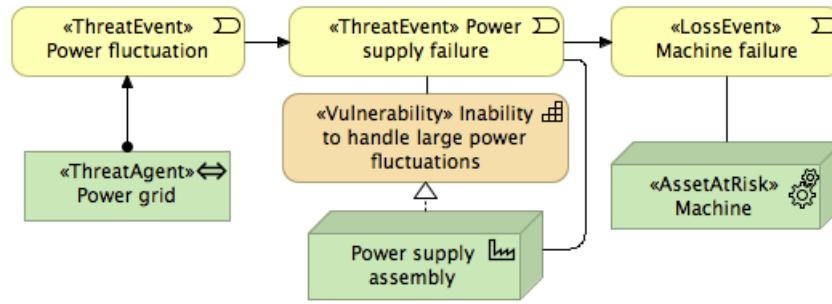 «ThreatEvent»
Power fluctuation
«ThreatEvent» Power
supply failure
«LossEvent»
Machine failure
«Vulnerability» Inability
to handle large power
fluctuations
«ThreatAgent»
Power grid
«AssetAtRisk»
Machine
Power supply
assembly